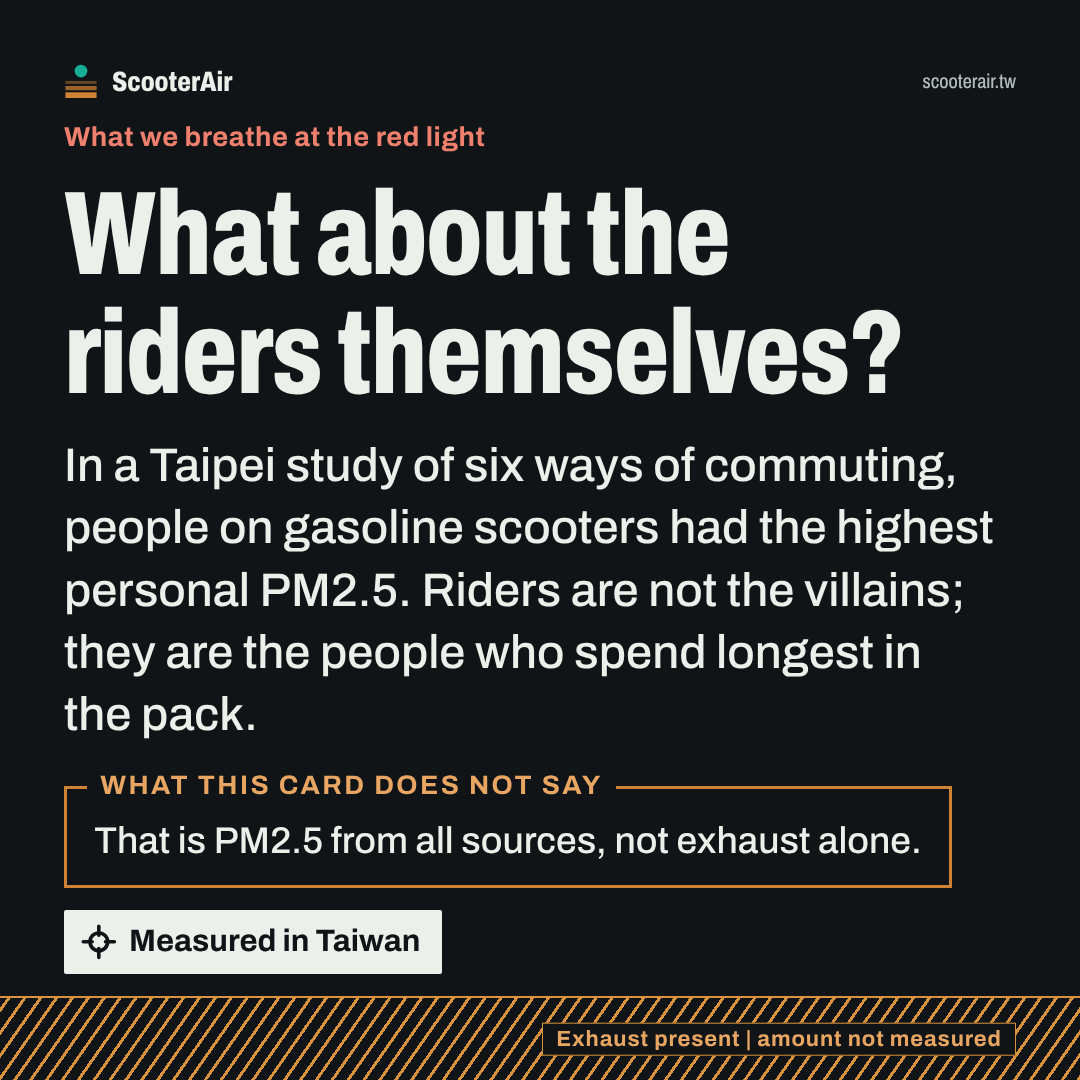 ScooterAir
scooterair.tw
What we breathe at the red light
What about the
riders themselves?
In a Taipei study of six ways of commuting,
people on gasoline scooters had the highest
personal PM2.5. Riders are not the villains;
they are the people who spend longest in
the pack.
WHAT THIS CARD DOES NOT SAY
That is PM2.5 from all sources, not exhaust alone.
Measured in Taiwan
Exhaust present | amount not measured